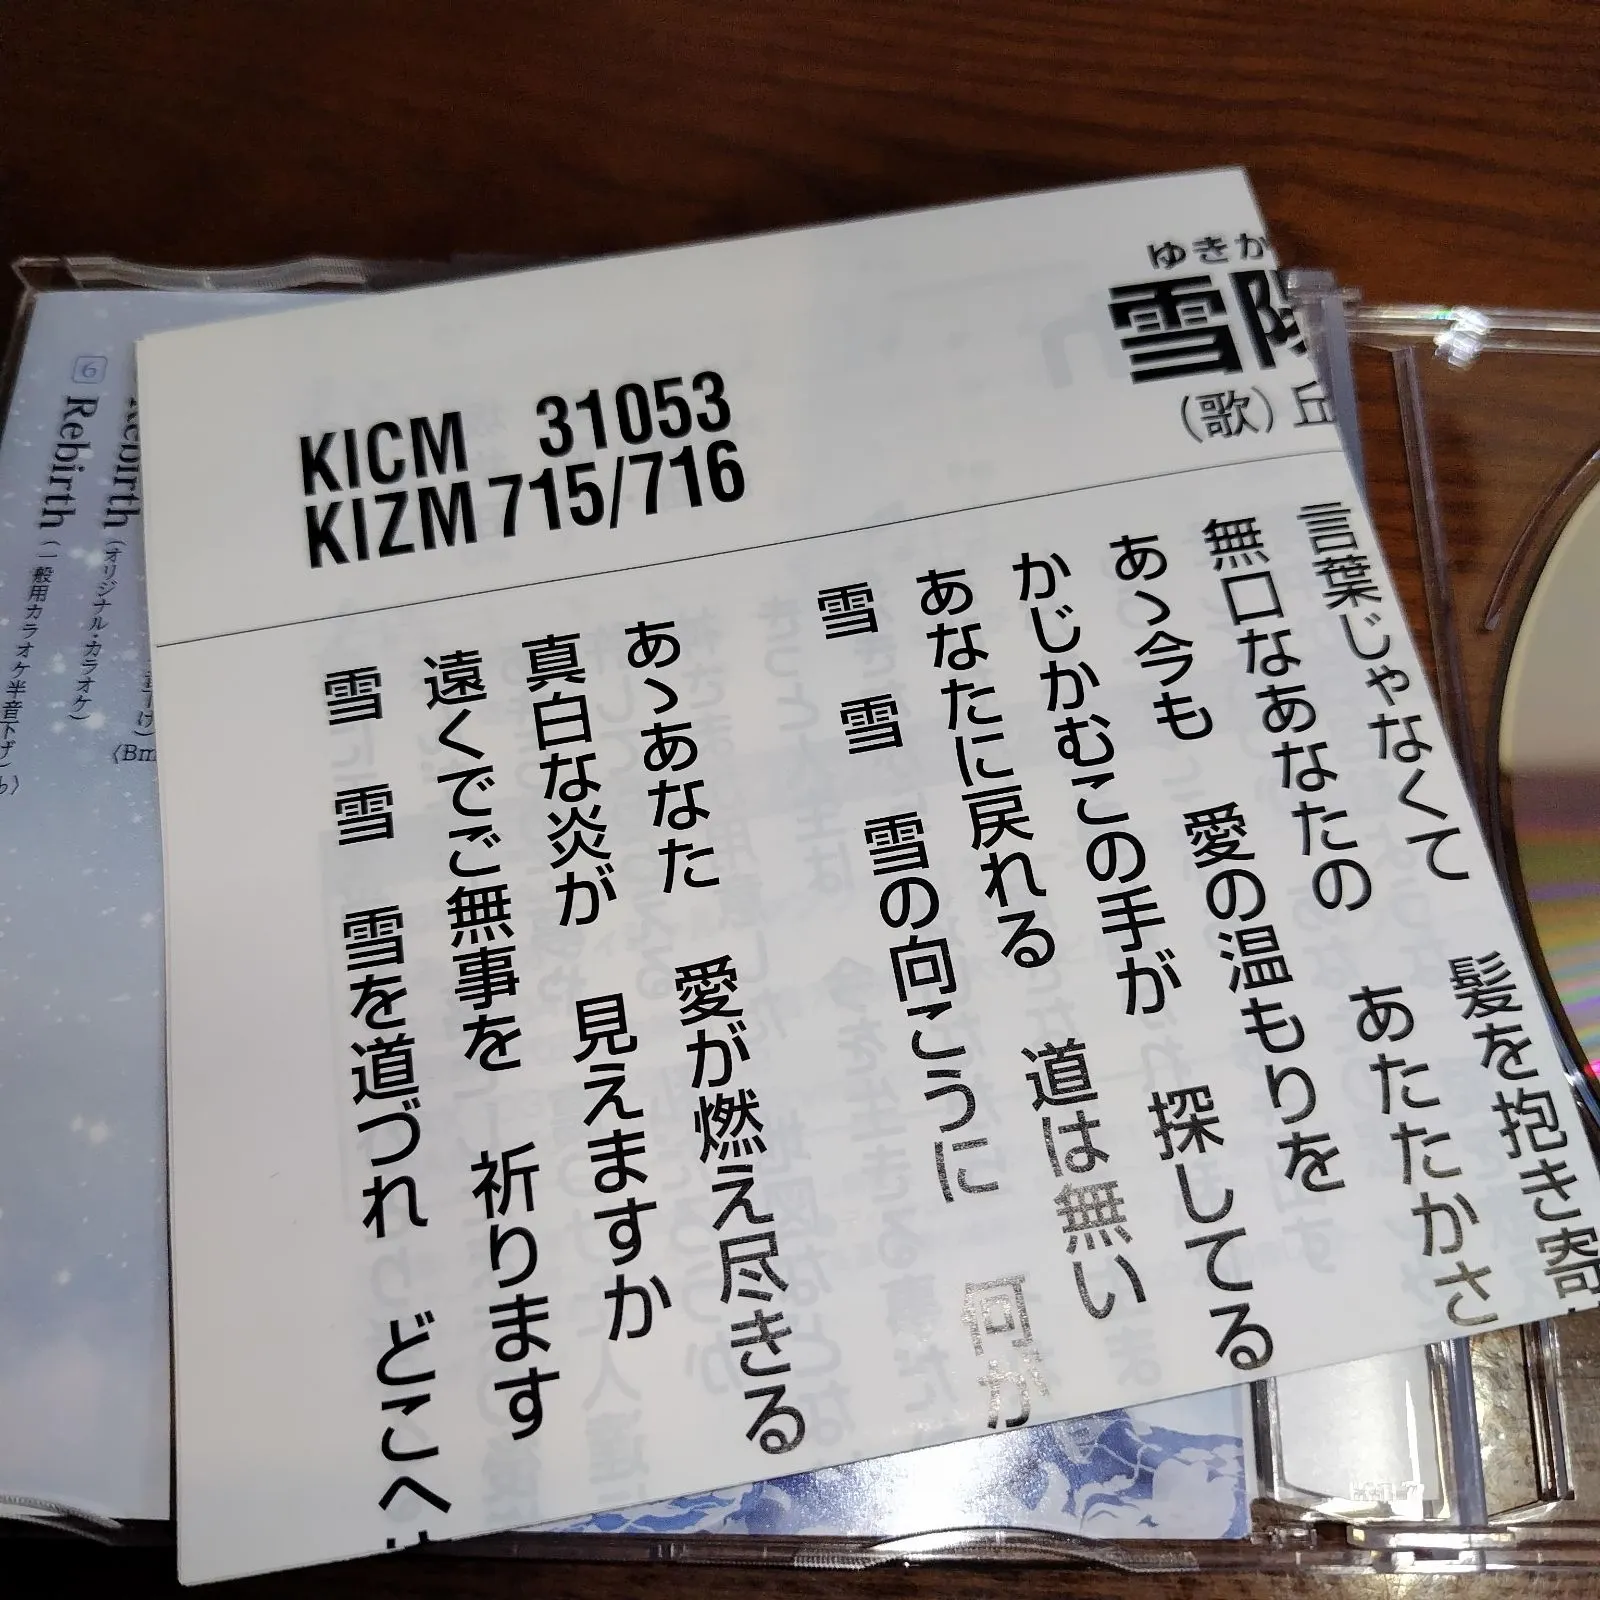 ゆきか
雪陽
（歌）丘
KICM 31053
KIZM 715/716
言葉じゃなくて 髪を抱き寄
無口なあなたの あたたかさ
あゝ今も 愛の温もりを
かじかむこの手が 探してる
あなたに戻れる 道は無い
雪 雪 雪の向こうに 何が
あゝあなた 愛が燃え尽きる
真白な炎が 見えますか
遠くでご無事を 祈ります
雪 雪 雪を道づれ どこへ
Rebirth（オリジナル・カラオケ）
6 Rebirth（一般用カラオケ半音下げ）
〈Bm